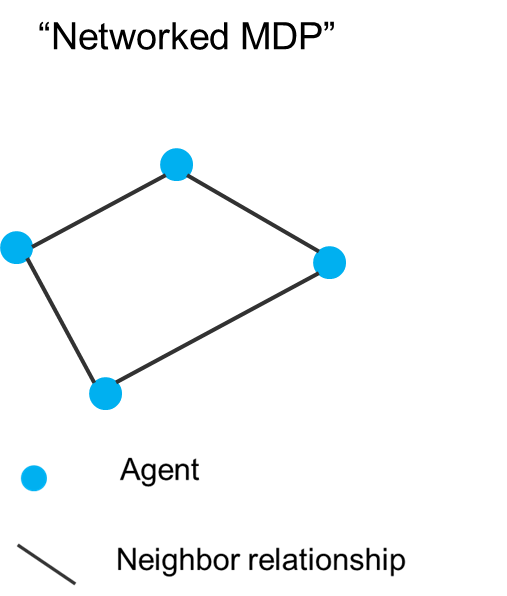 “Networked MDP”
Agent
Neighbor relationship